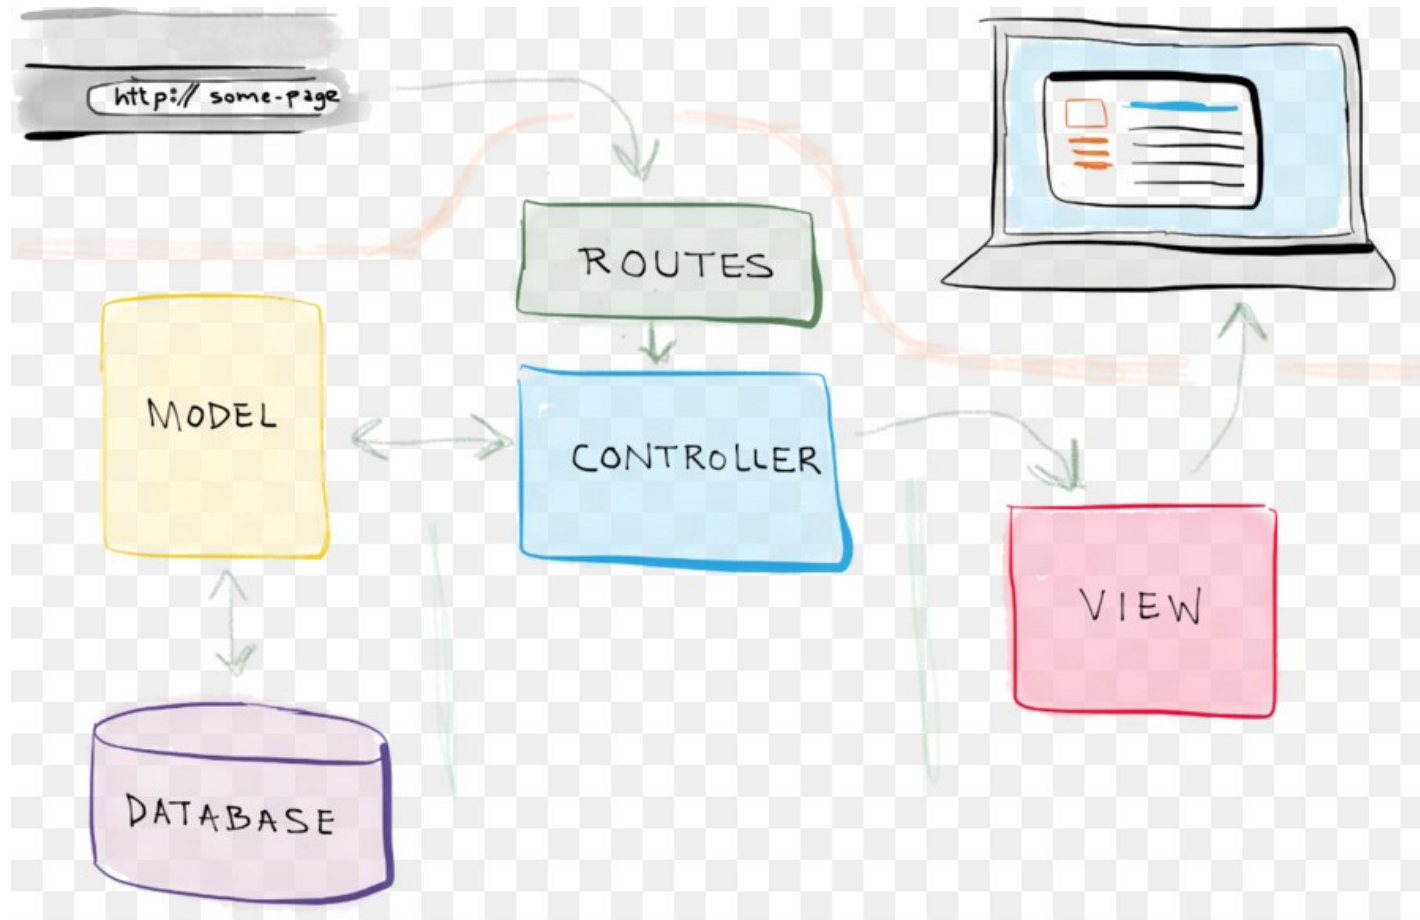 http:// some-page
ROUTES
MODEL
CONTROLLER
VIEW
DATABASE